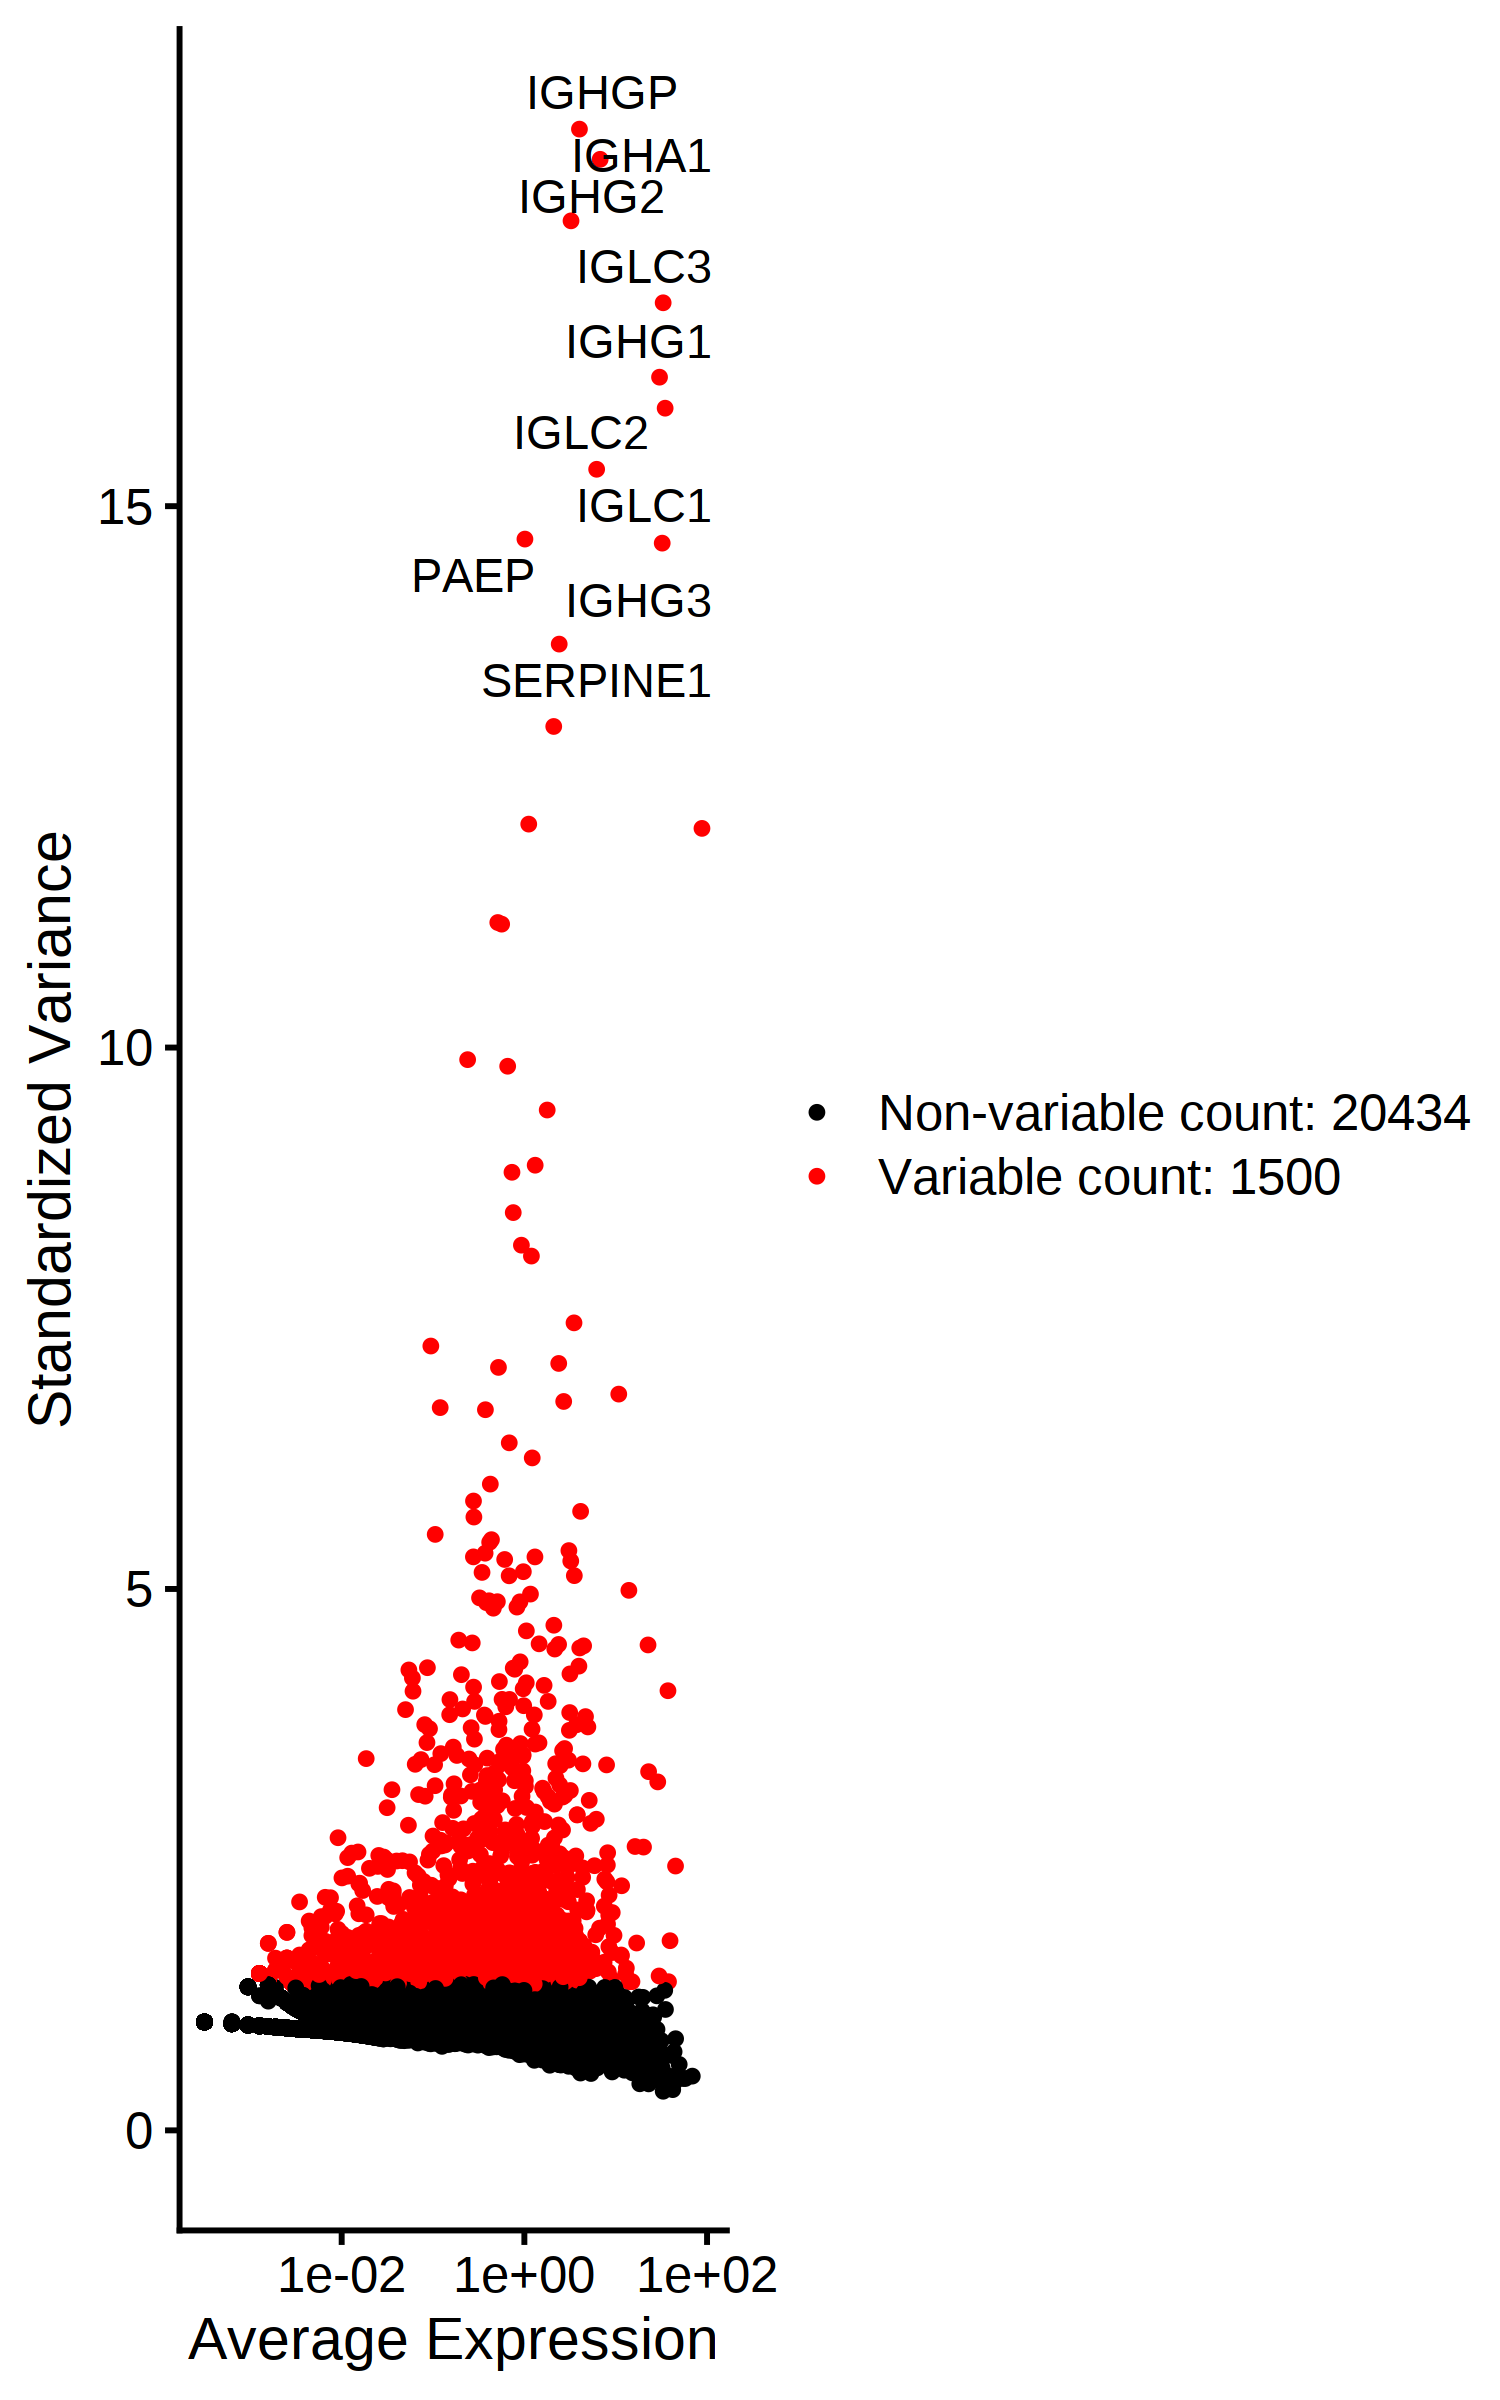 IGHGP
IGHA1
IGHG2
IGLC3
IGHG1
IGLC2
IGLC1
PAEP
IGHG3
SERPINE1
15
10
5
0
Standardized Variance
Non-variable count: 20434
Variable count: 1500
1e-02 1e+00 1e+02
Average Expression